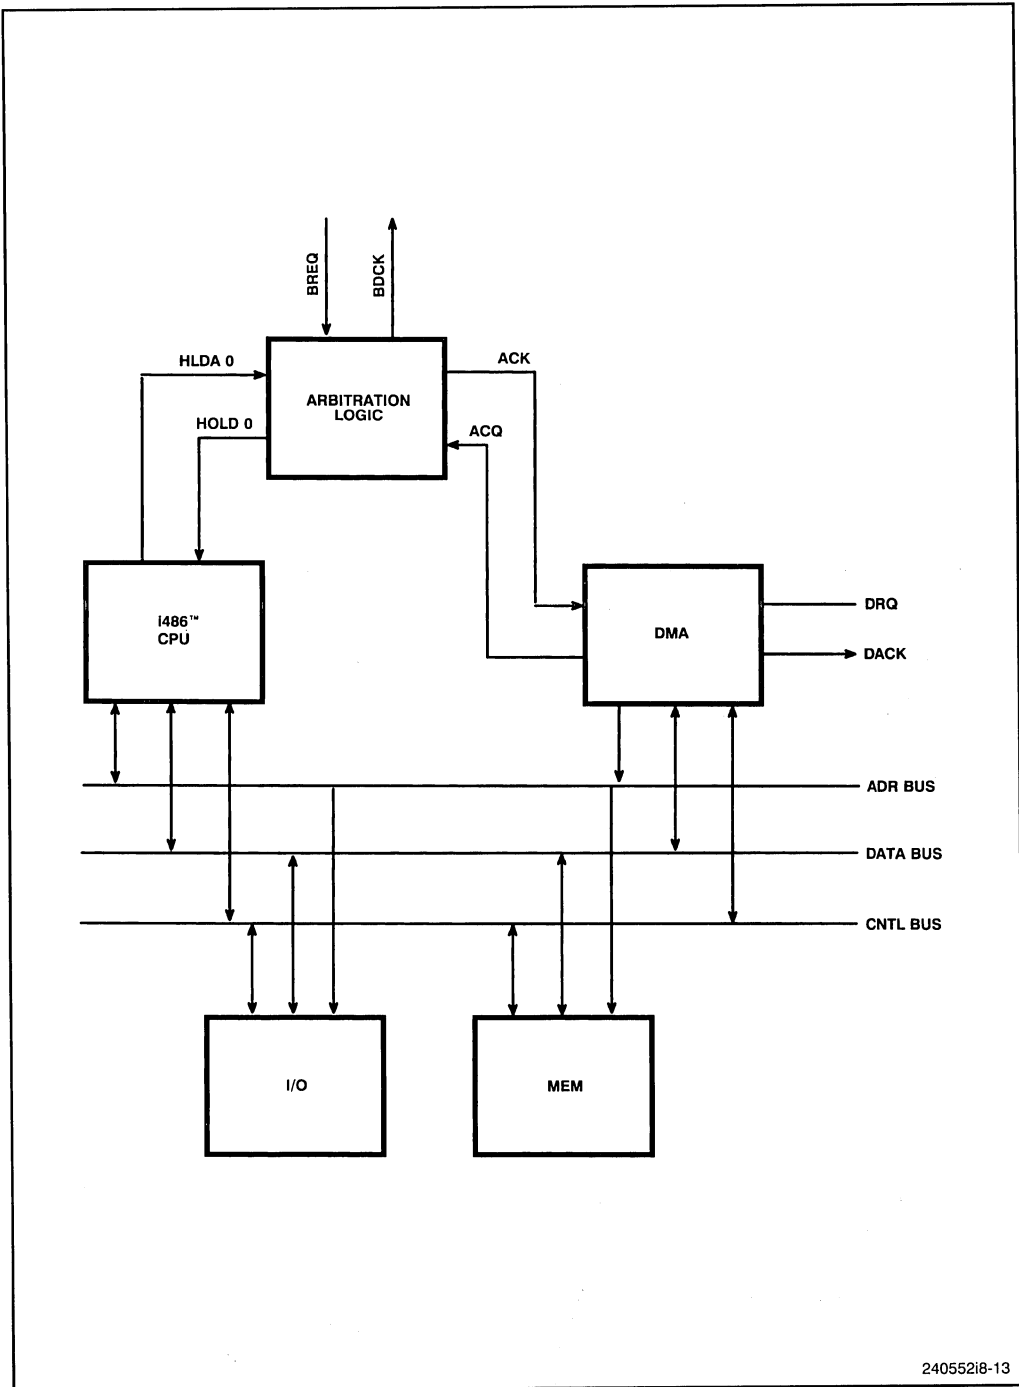 BREQ
BDCK
HLDA 0
ACK
ARBITRATION
LOGIC
HOLD 0
ACQ
i486™
CPU
DMA
DRQ
DACK
ADR BUS
DATA BUS
CNTL BUS
I/O
MEM
240552i8-13